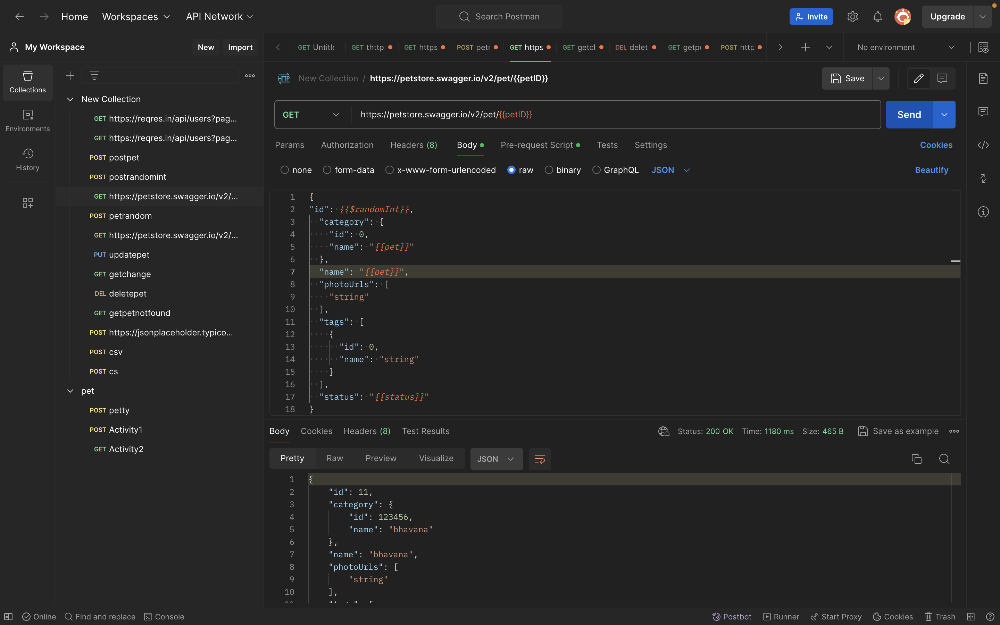 Home Workspaces API Network Search Postman Invite Upgrade
My Workspace New Import
GET Untitle GET thttp GET https POST petr GET https GET getch DEL delet GET getpe POST http No environment
Collections
Environments
History
New Collection
GET https://reqres.in/api/users?pag...
GET https://reqres.in/api/users?pag...
POST postpet
POST postrandomint
GET https://petstore.swagger.io/v2/...
POST petrandom
GET https://petstore.swagger.io/v2/...
PUT updatepet
GET getchange
DEL deletepet
GET getpetnotfound
POST https://jsonplaceholder.typico...
POST csv
POST cs
pet
POST petty
POST Activity1
GET Activity2
HTTP New Collection / https://petstore.swagger.io/v2/pet/{{petID}} Save
GET https://petstore.swagger.io/v2/pet/{{petID}} Send
Params Authorization Headers (8) Body Pre-request Script Tests Settings Cookies
none form-data x-www-form-urlencoded raw binary GraphQL JSON Beautify
1 {
2 "id": {{$randomInt}},
3 "category": {
4 "id": 0,
5 "name": "{{pet}}"
6 },
7 "name": "{{pet}}",
8 "photoUrls": [
9 "string"
10 ],
11 "tags": [
12 {
13 "id": 0,
14 "name": "string"
15 }
16 ],
17 "status": "{{status}}"
18 }
Body Cookies Headers (8) Test Results Status: 200 OK Time: 1180 ms Size: 465 B Save as example
Pretty Raw Preview Visualize JSON
1 {
2 "id": 11,
3 "category": {
4 "id": 123456,
5 "name": "bhavana"
6 },
7 "name": "bhavana",
8 "photoUrls": [
9 "string"
10 ],
Online Find and replace Console Postbot Runner Start Proxy Cookies Trash